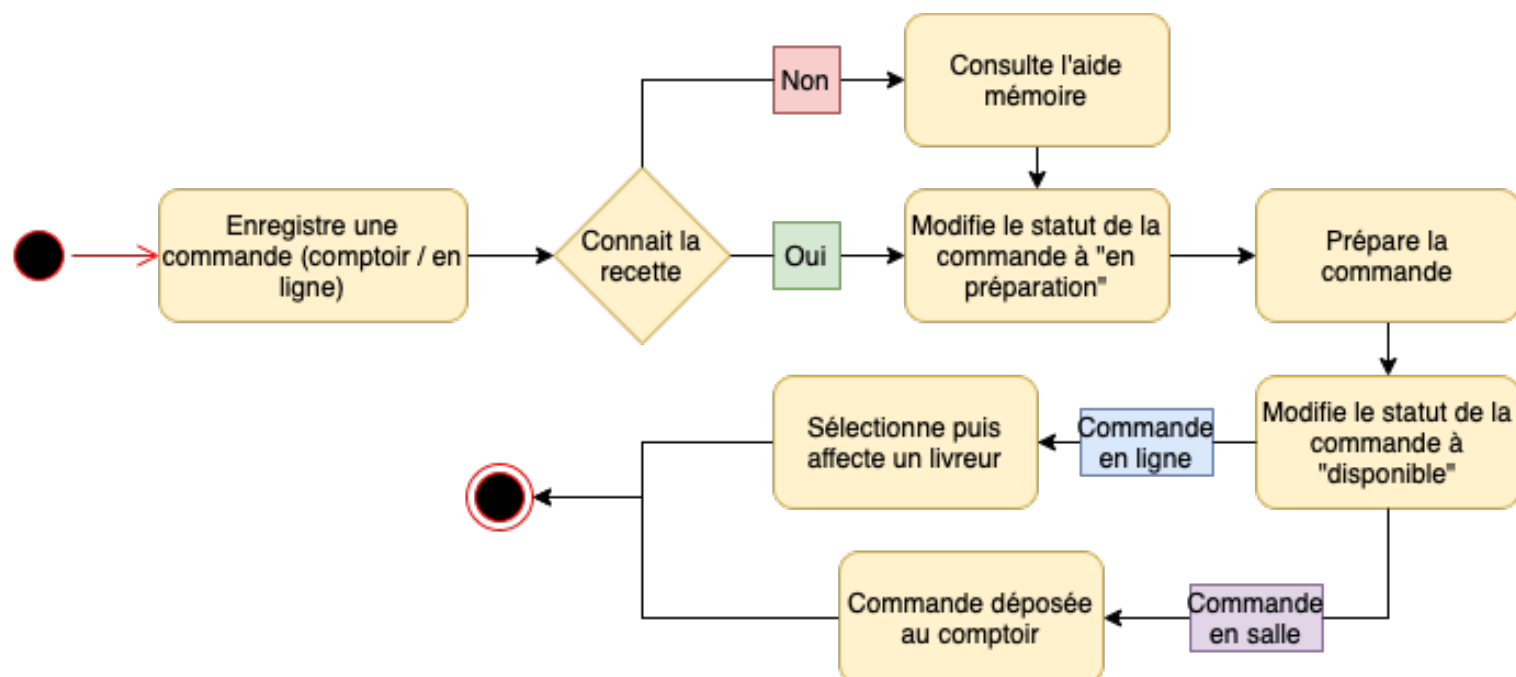 Non
Consulte l'aide
mémoire
Enregistre une
commande (comptoir / en
ligne)
Connait la
recette
Oui
Modifie le statut de la
commande à "en
préparation"
Prépare la
commande
Sélectionne puis
affecte un livreur
Commande
en ligne
Modifie le statut de la
commande à
"disponible"
Commande déposée
au comptoir
Commande
en salle